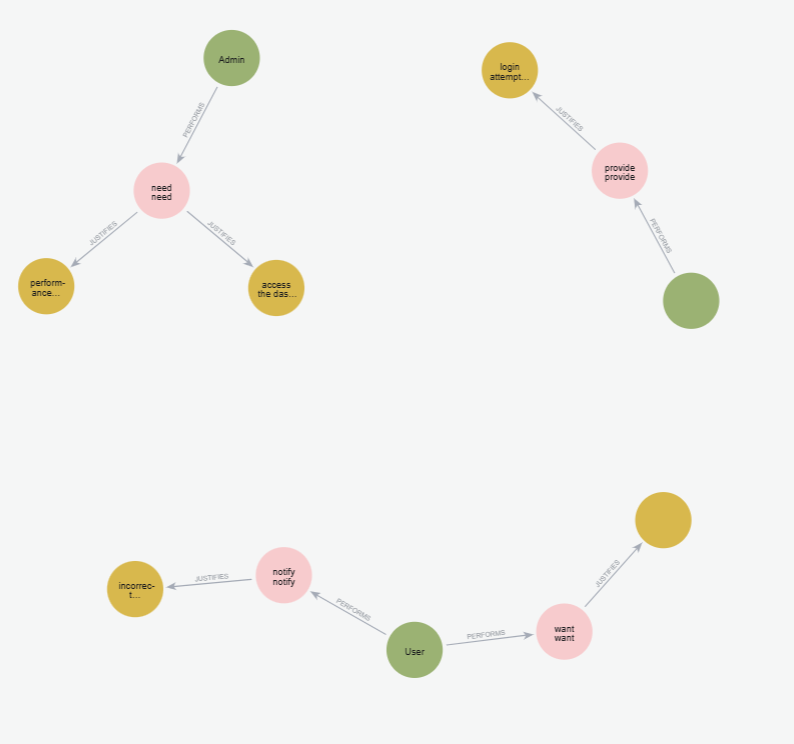 Admin
PERFORMS
need
need
JUSTIFIES
JUSTIFIES
perform-
ance...
access
the das...
login
attempt...
JUSTIFIES
provide
provide
PERFORMS
incorrec-
t...
JUSTIFIES
notify
notify
PERFORMS
User
PERFORMS
want
want
JUSTIFIES